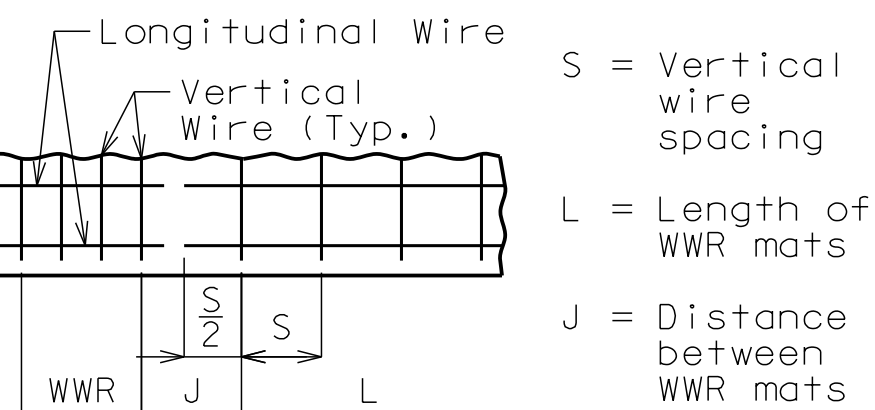 Longitudinal Wire
Vertical
Wire (Typ.)
S = Vertical
wire
spacing
L = Length of
WWR mats
J = Distance
between
WWR mats
S
2
S
WWR
J
L